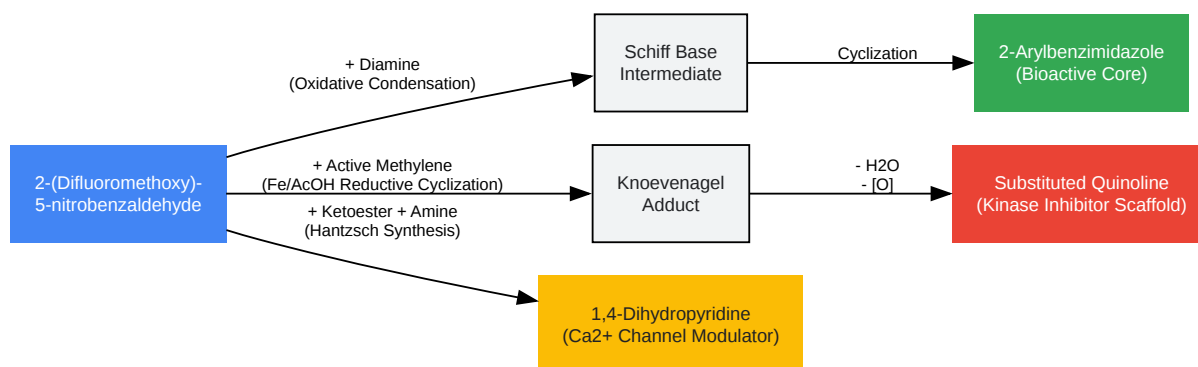 + Diamine
(Oxidative Condensation)
Schiff Base
Intermediate
Cyclization
2-Arylbenzimidazole
(Bioactive Core)
2-(Difluoromethoxy)-
5-nitrobenzaldehyde
+ Active Methylene
(Fe/AcOH Reductive Cyclization)
Knoevenagel
Adduct
- H2O
- [O]
Substituted Quinoline
(Kinase Inhibitor Scaffold)
+ Ketoester + Amine
(Hantzsch Synthesis)
1,4-Dihydropyridine
(Ca2+ Channel Modulator)